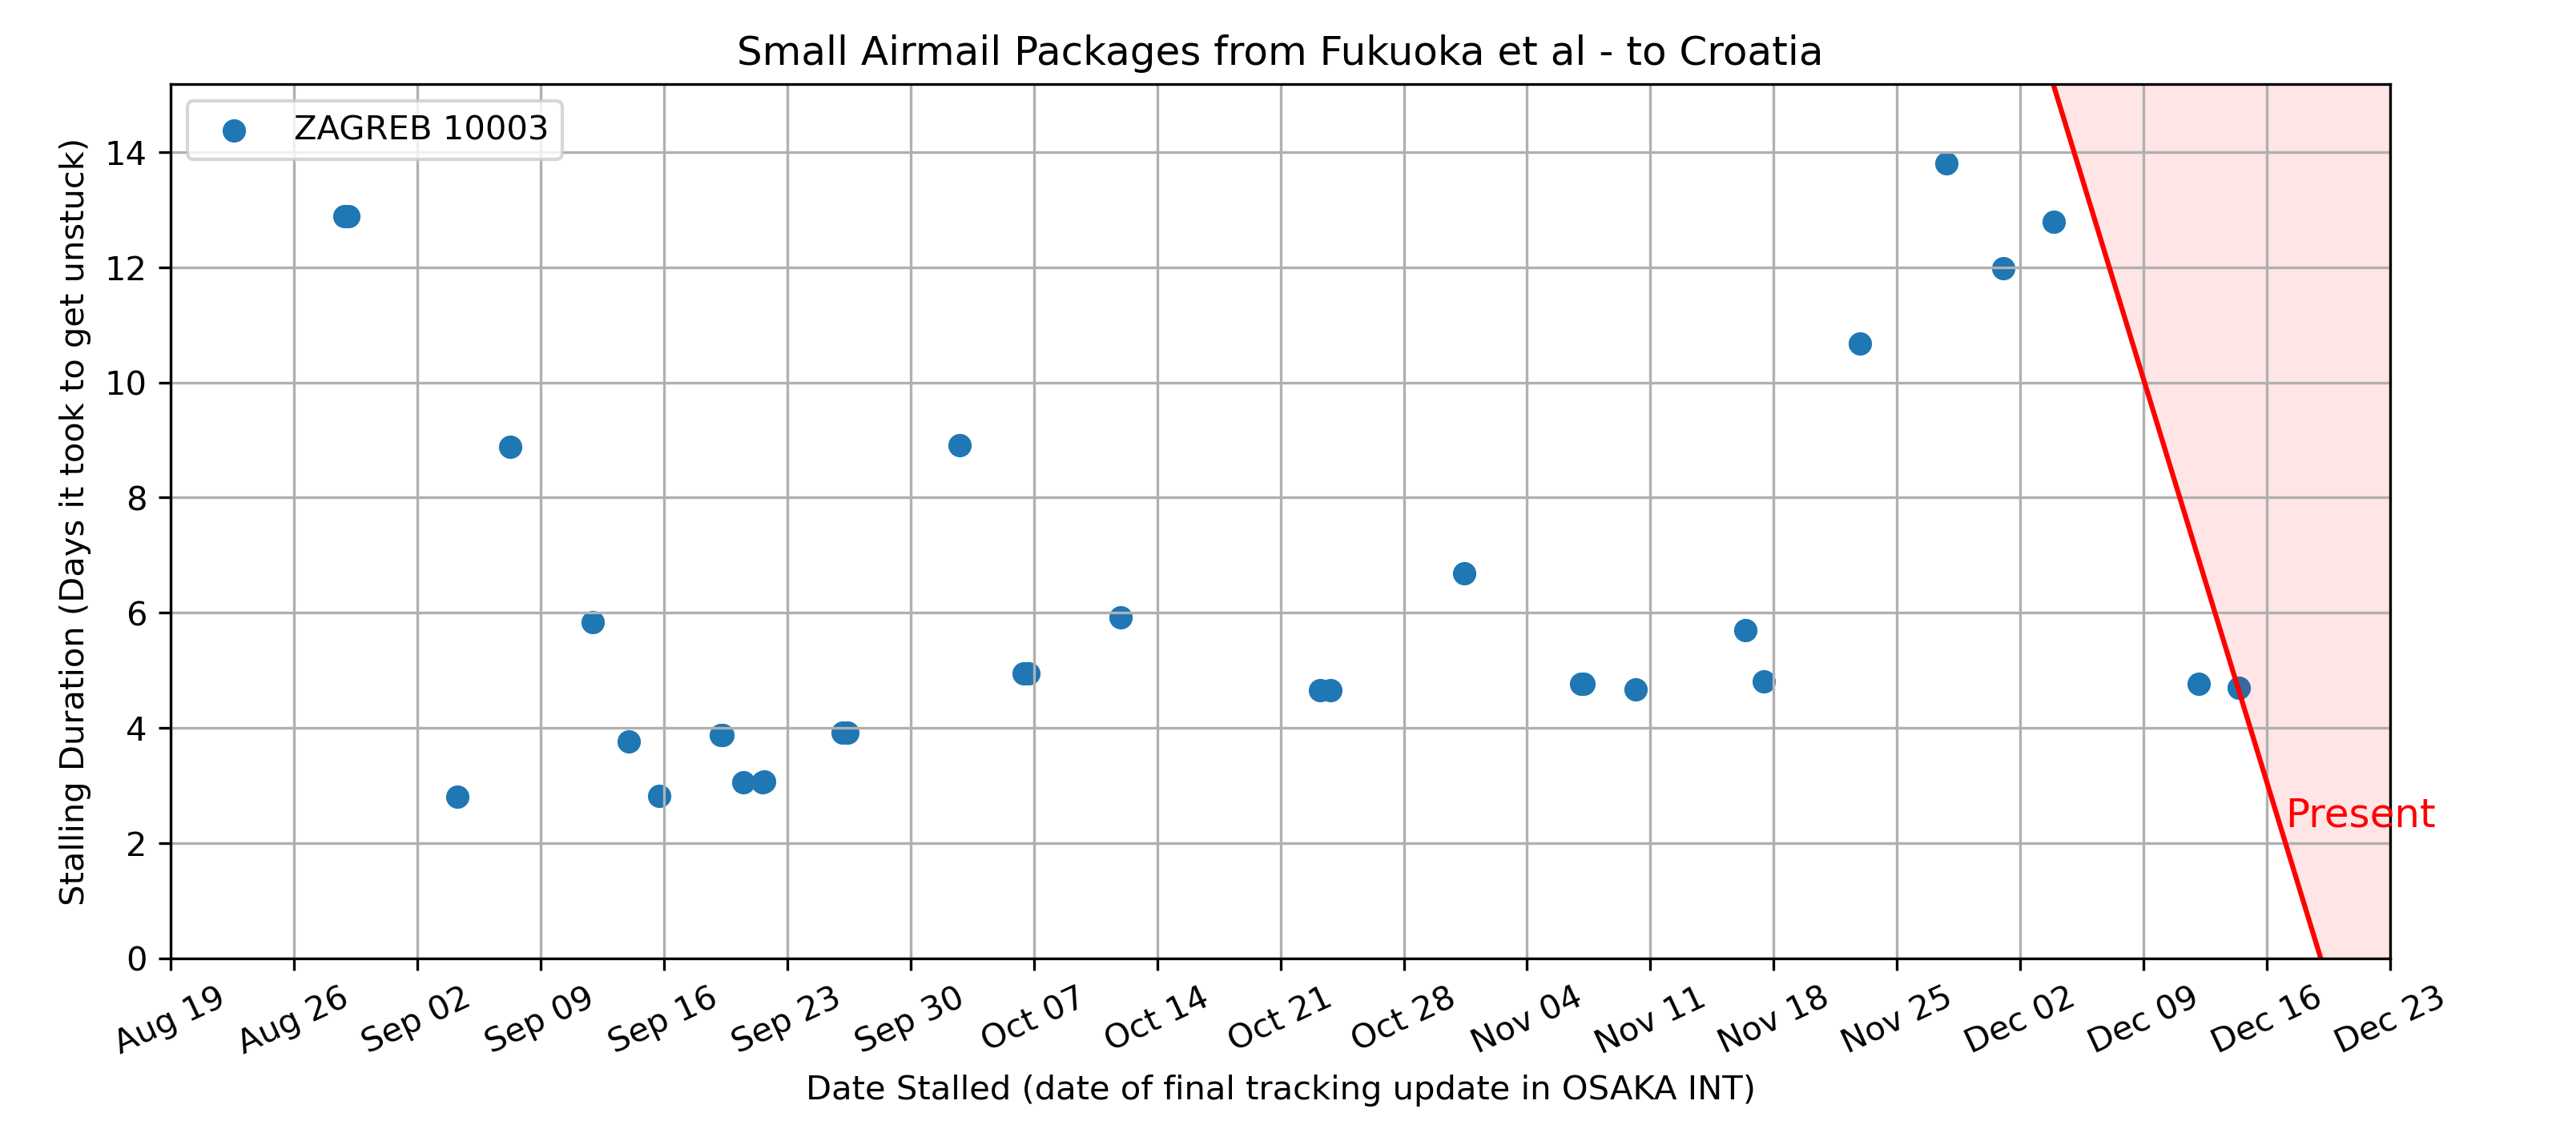 Small Airmail Packages from Fukuoka et al - to Croatia
ZAGREB 10003
Stalling Duration (Days it took to get unstuck)
14
12
10
8
6
4
2
0
Present
Aug 19
Aug 26
Sep 02
Sep 09
Sep 16
Sep 23
Sep 30
Oct 07
Oct 14
Oct 21
Oct 28
Nov 04
Nov 11
Nov 18
Nov 25
Dec 02
Dec 09
Dec 16
Dec 23
Date Stalled (date of final tracking update in OSAKA INT)